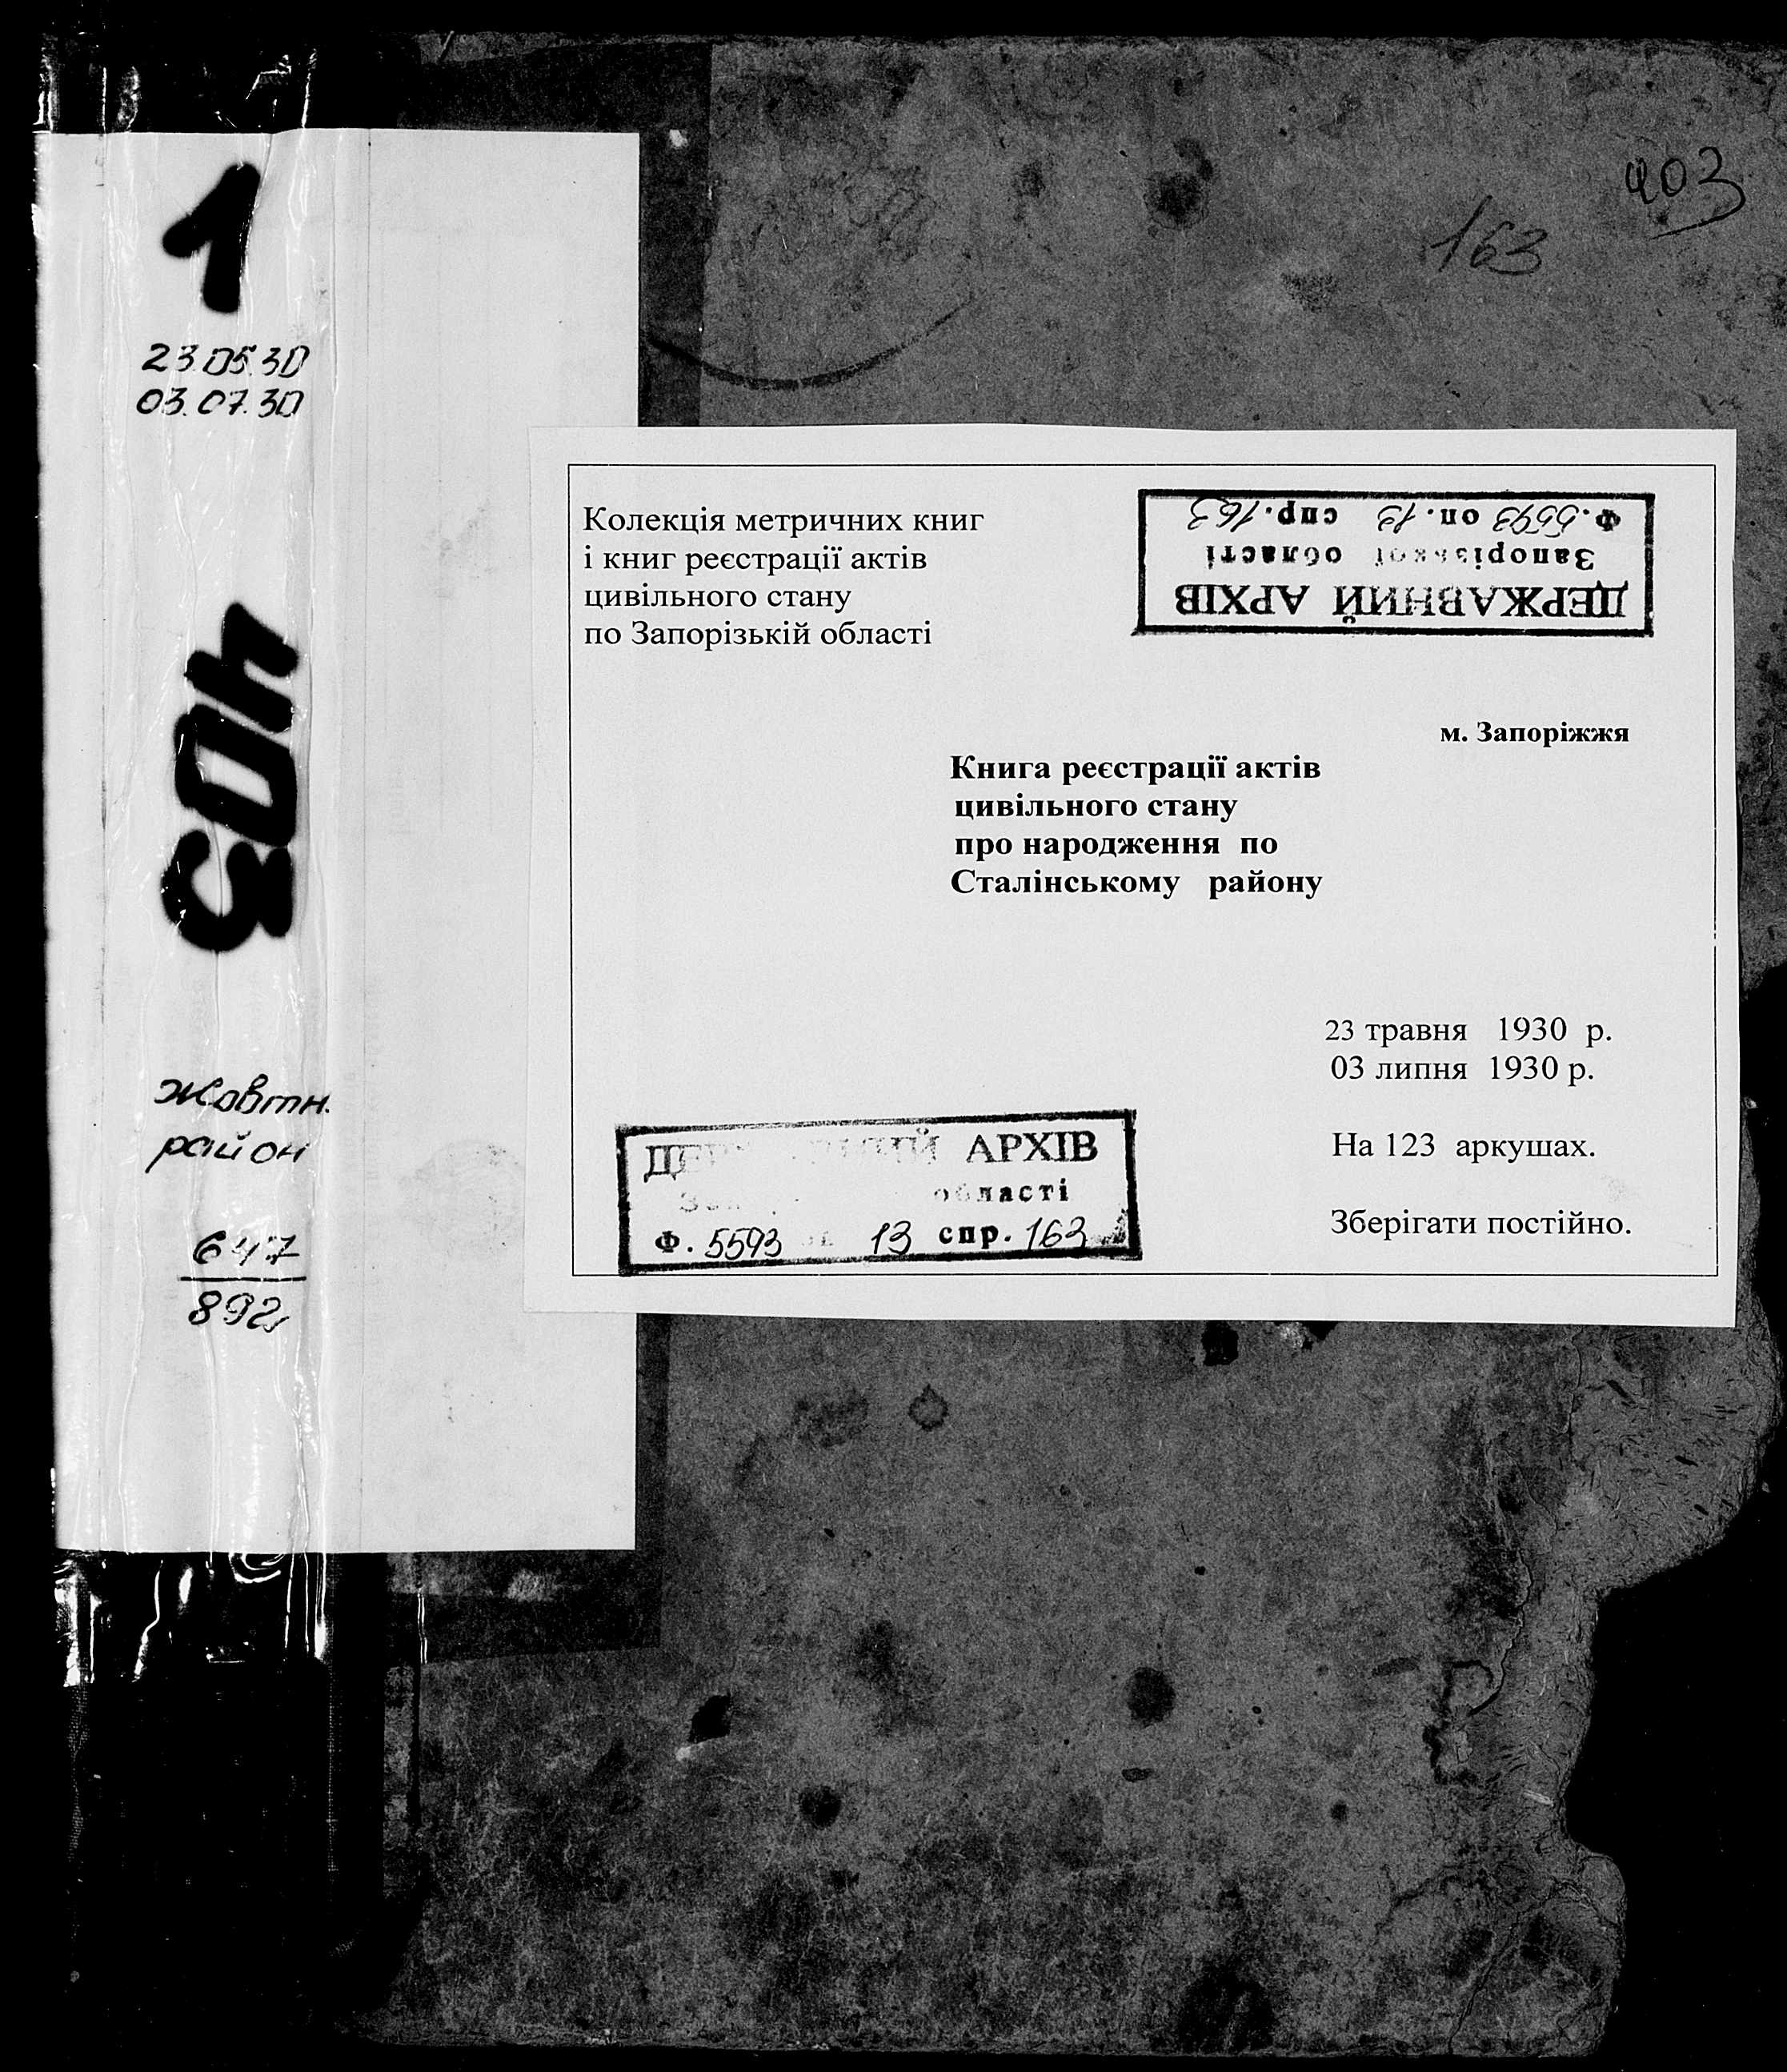 1
23.05.30
03.07.30
403
Жовтн.
район
647
892
403
163
Колекція метричних книг
і книг реєстрації актів
цивільного стану
по Запорізькій області
ДЕРЖАВНИЙ АРХІВ
Запорізької області
Ф. 5593 оп. 13 спр. 163
м. Запоріжжя
Книга реєстрації актів
цивільного стану
про народження по
Сталінському району
23 травня 1930 р.
03 липня 1930 р.
На 123 аркушах.
Зберігати постійно.
ДЕРЖАВНИЙ АРХІВ
області
Ф. 5593 13 спр. 163